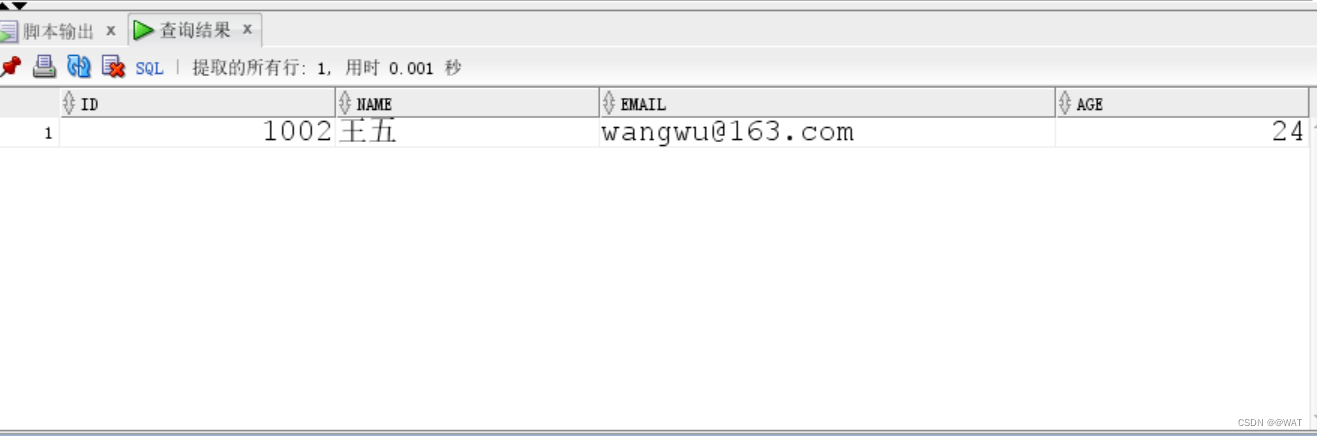 脚本输出 x 查询结果 x
SQL | 提取的所有行: 1, 用时 0.001 秒
ID NAME EMAIL AGE
1 1002 王五 wangwu@163.com 24
CSDN @@WAT